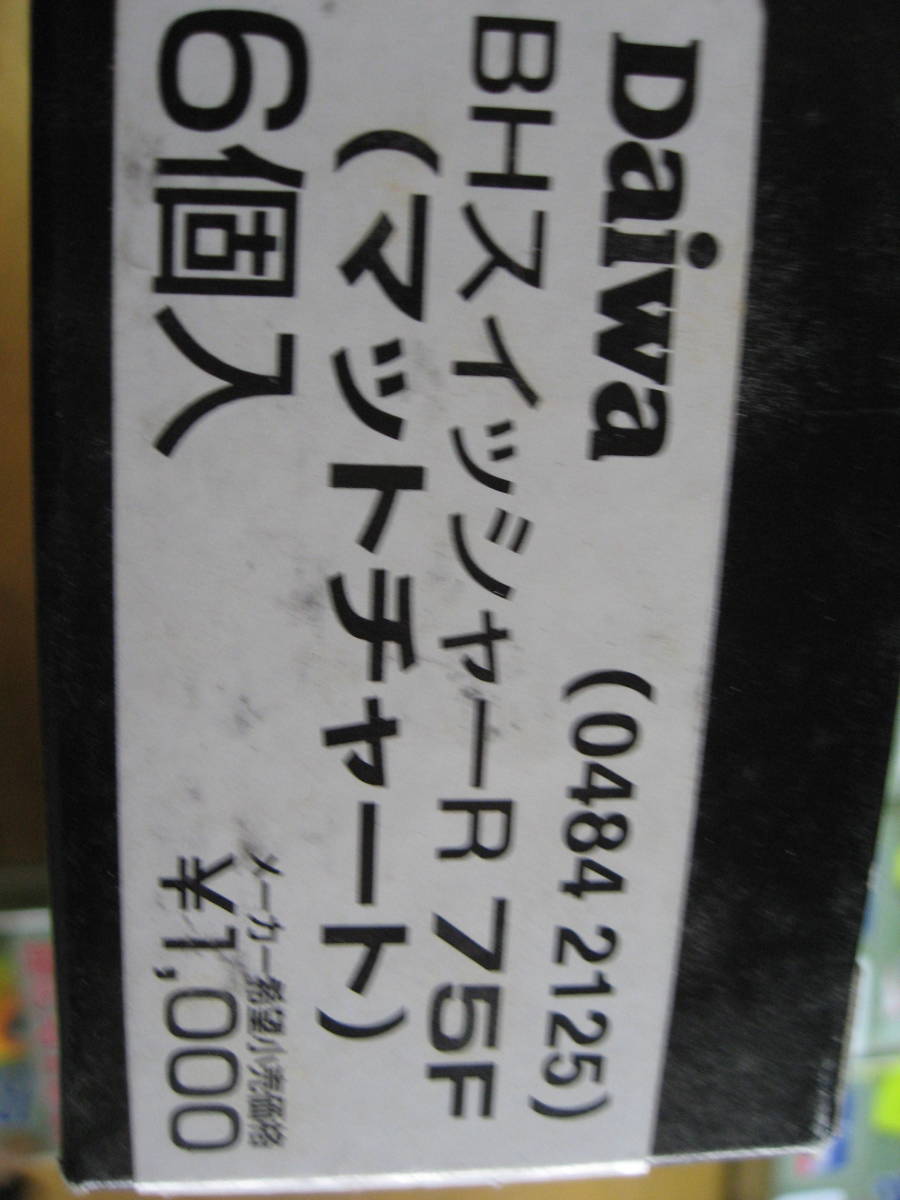 Daiwa (0484 2125)
BHスイッシャーR 75F
(マットチャート)
メーカー希望小売価格
6個入 ¥1,000